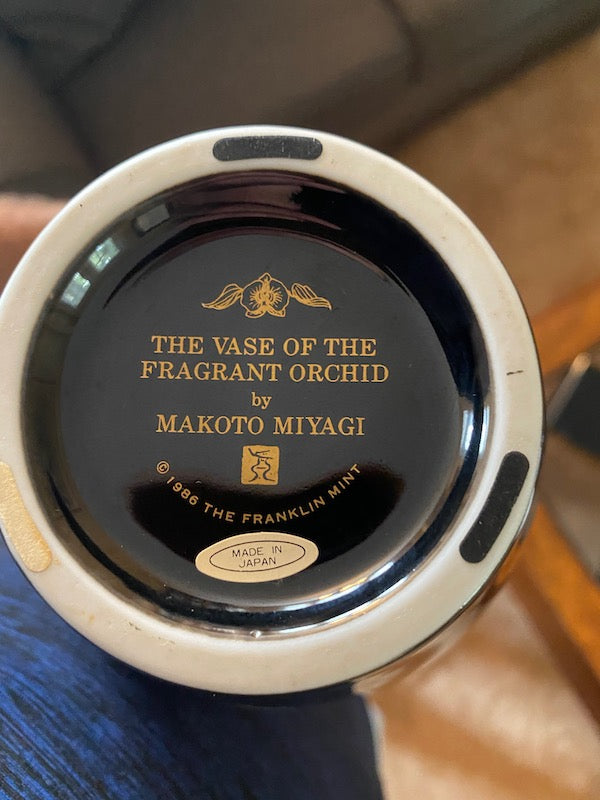 THE VASE OF THE
FRAGRANT ORCHID
by
MAKOTO MIYAGI
© 1986 THE FRANKLIN MINT
MADE IN
JAPAN